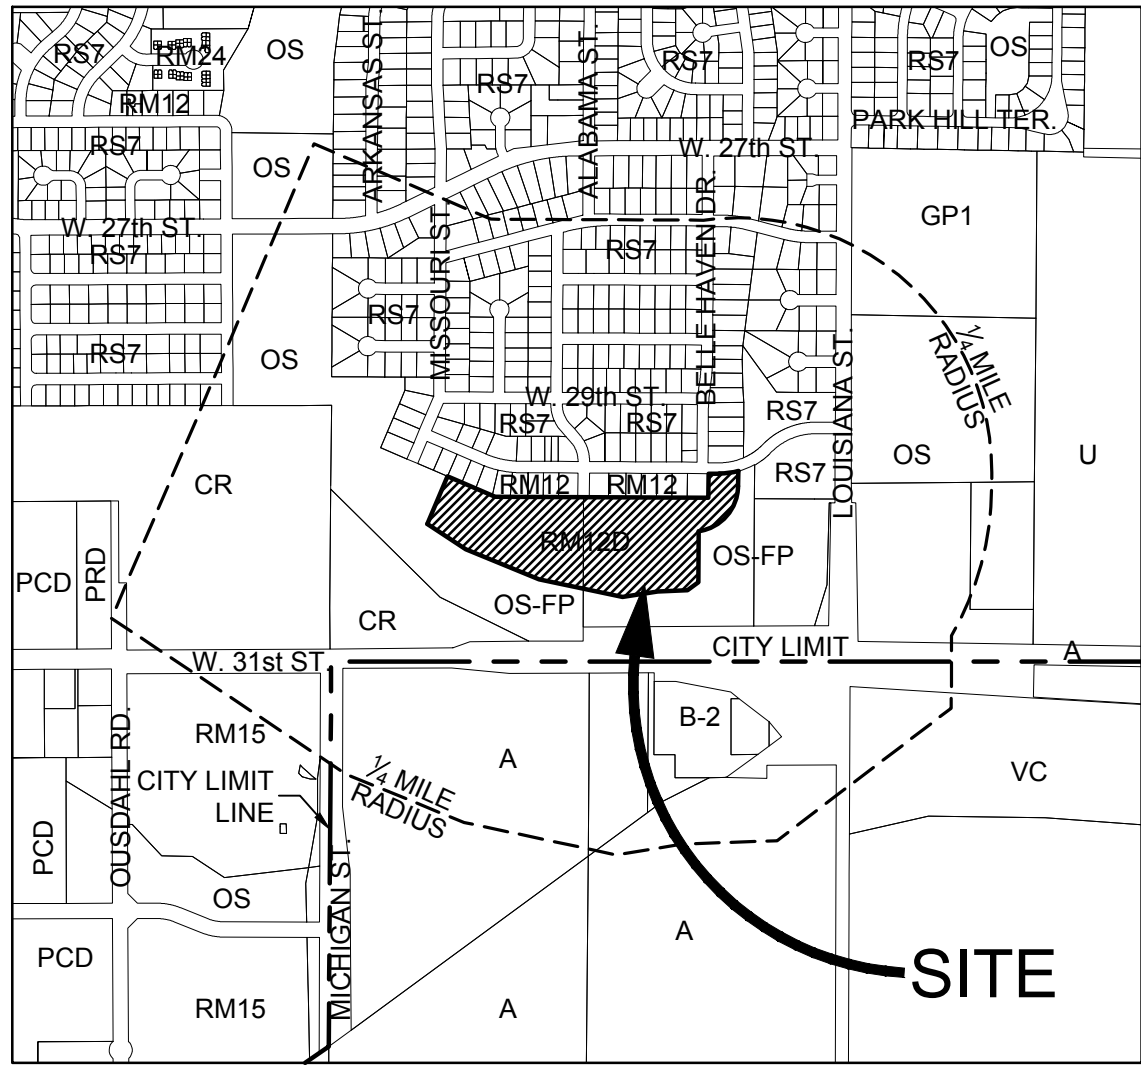 RS7
RM24
OS
ARKANSAS ST.
RS7
ALABAMA ST.
RS7
RS7
OS
RM12
PARK HILL TER.
RS7
W. 27th ST.
OS
GP1
W. 27th ST.
RS7
MISSOURI ST.
RS7
BELLE HAVEN DR.
RS7
RS7
OS
LOUISIANA ST.
1/4 MILE
RADIUS
W. 29th ST.
RS7
RS7
RS7
OS
U
CR
RM12
RM12
RS7
RM12D
OS-FP
PCD
PRD
OS-FP
CR
CITY LIMIT
A
W. 31st ST.
RM15
B-2
A
VC
CITY LIMIT
LINE
1/4 MILE
RADIUS
OUSDAHL RD.
PCD
MICHIGAN ST.
OS
A
PCD
SITE
RM15
A